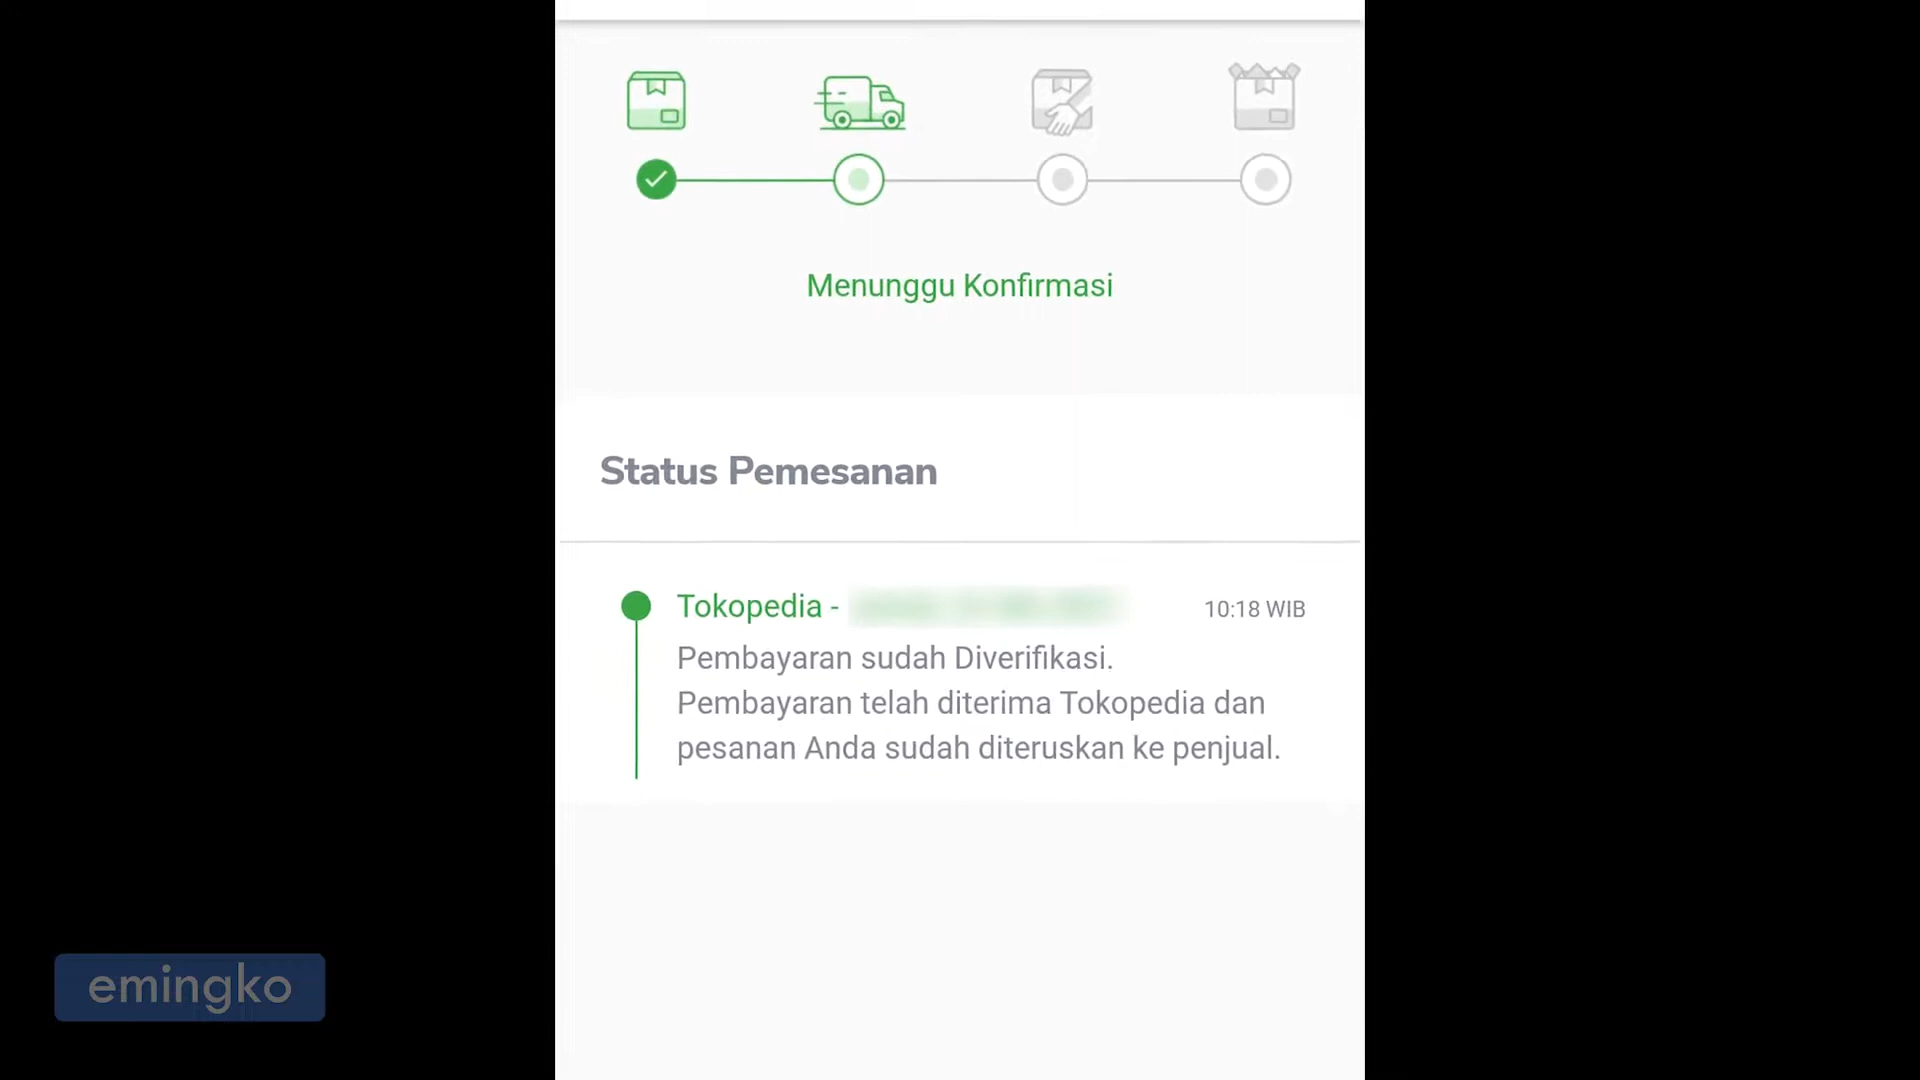 Menunggu Konfirmasi
Status Pemesanan
Tokopedia -
10:18 WIB
Pembayaran sudah Diverifikasi.
Pembayaran telah diterima Tokopedia dan
pesanan Anda sudah diteruskan ke penjual.
emingko